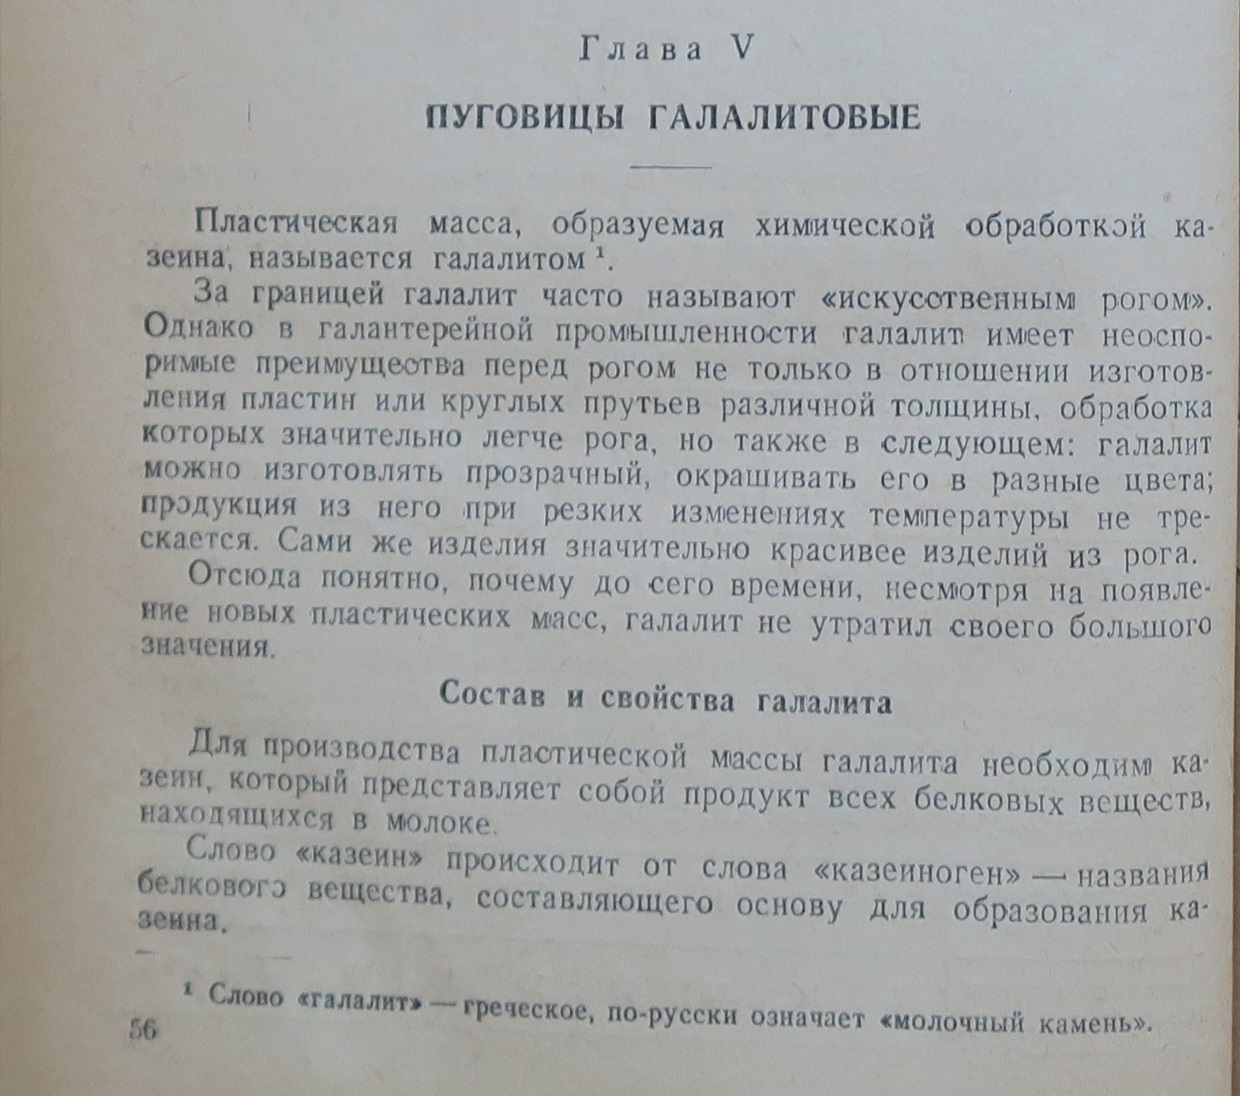 Глава V
ПУГОВИЦЫ ГАЛАЛИТОВЫЕ
Пластическая масса, образуемая химической обработкой ка-
зеина, называется галалитом ¹.
За границей галалит часто называют «искусственным рогом».
Однако в галантерейной промышленности галалит имеет неоспо-
римые преимущества перед рогом не только в отношении изготов-
ления пластин или круглых прутьев различной толщины, обработка
которых значительно легче рога, но также в следующем: галалит
можно изготовлять прозрачный, окрашивать его в разные цвета;
продукция из него при резких изменениях температуры не тре-
скается. Сами же изделия значительно красивее изделий из рога.
Отсюда понятно, почему до сего времени, несмотря на появле-
ние новых пластических масс, галалит не утратил своего большого
значения.
Состав и свойства галалита
Для производства пластической массы галалита необходим ка-
зеин, который представляет собой продукт всех белковых веществ,
находящихся в молоке.
Слово «казеин» происходит от слова «казеиноген» — названия
белкового вещества, составляющего основу для образования ка-
зеина.
¹ Слово «галалит» — греческое, по-русски означает «молочный камень».
56